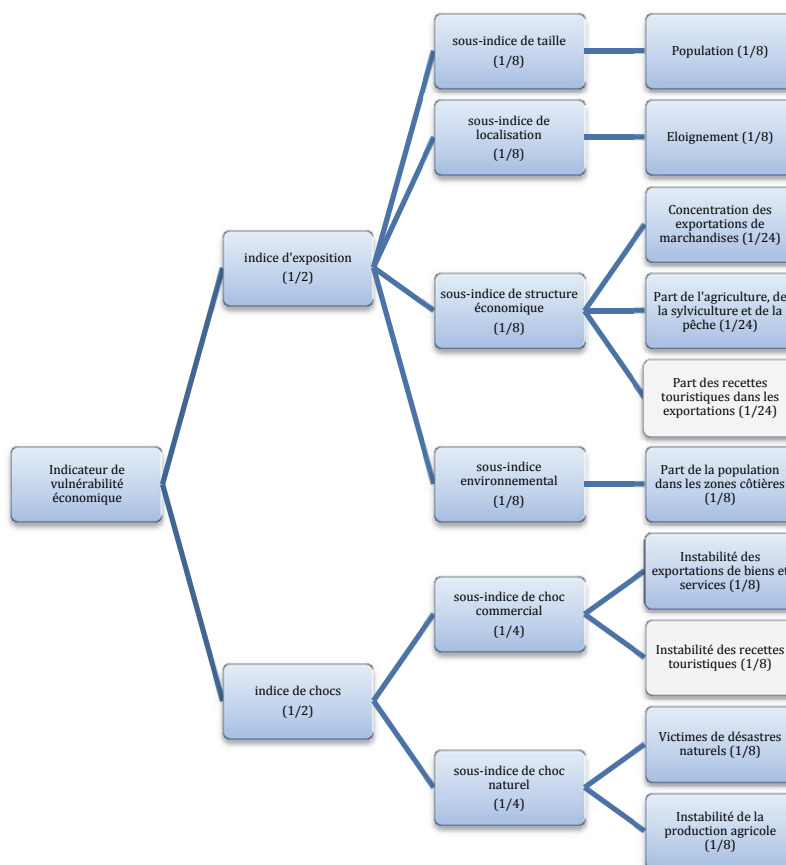 Indicateur de
vulnérabilité
économique
indice d'exposition
(1/2)
sous-indice de taille
(1/8)
Population (1/8)
sous-indice de
localisation
(1/8)
Eloignement (1/8)
sous-indice de structure
économique
(1/8)
Concentration des
exportations de
marchandises (1/24)
Part de l'agriculture, de
la sylviculture et de la
pêche (1/24)
Part des recettes
touristiques dans les
exportations (1/24)
sous-indice
environnemental
(1/8)
Part de la population
dans les zones côtières
(1/8)
indice de chocs
(1/2)
sous-indice de choc
commercial
(1/4)
Instabilité des
exportations de biens et
services (1/8)
Instabilité des recettes
touristiques (1/8)
sous-indice de choc
naturel
(1/4)
Victimes de désastres
naturels (1/8)
Instabilité de la
production agricole
(1/8)